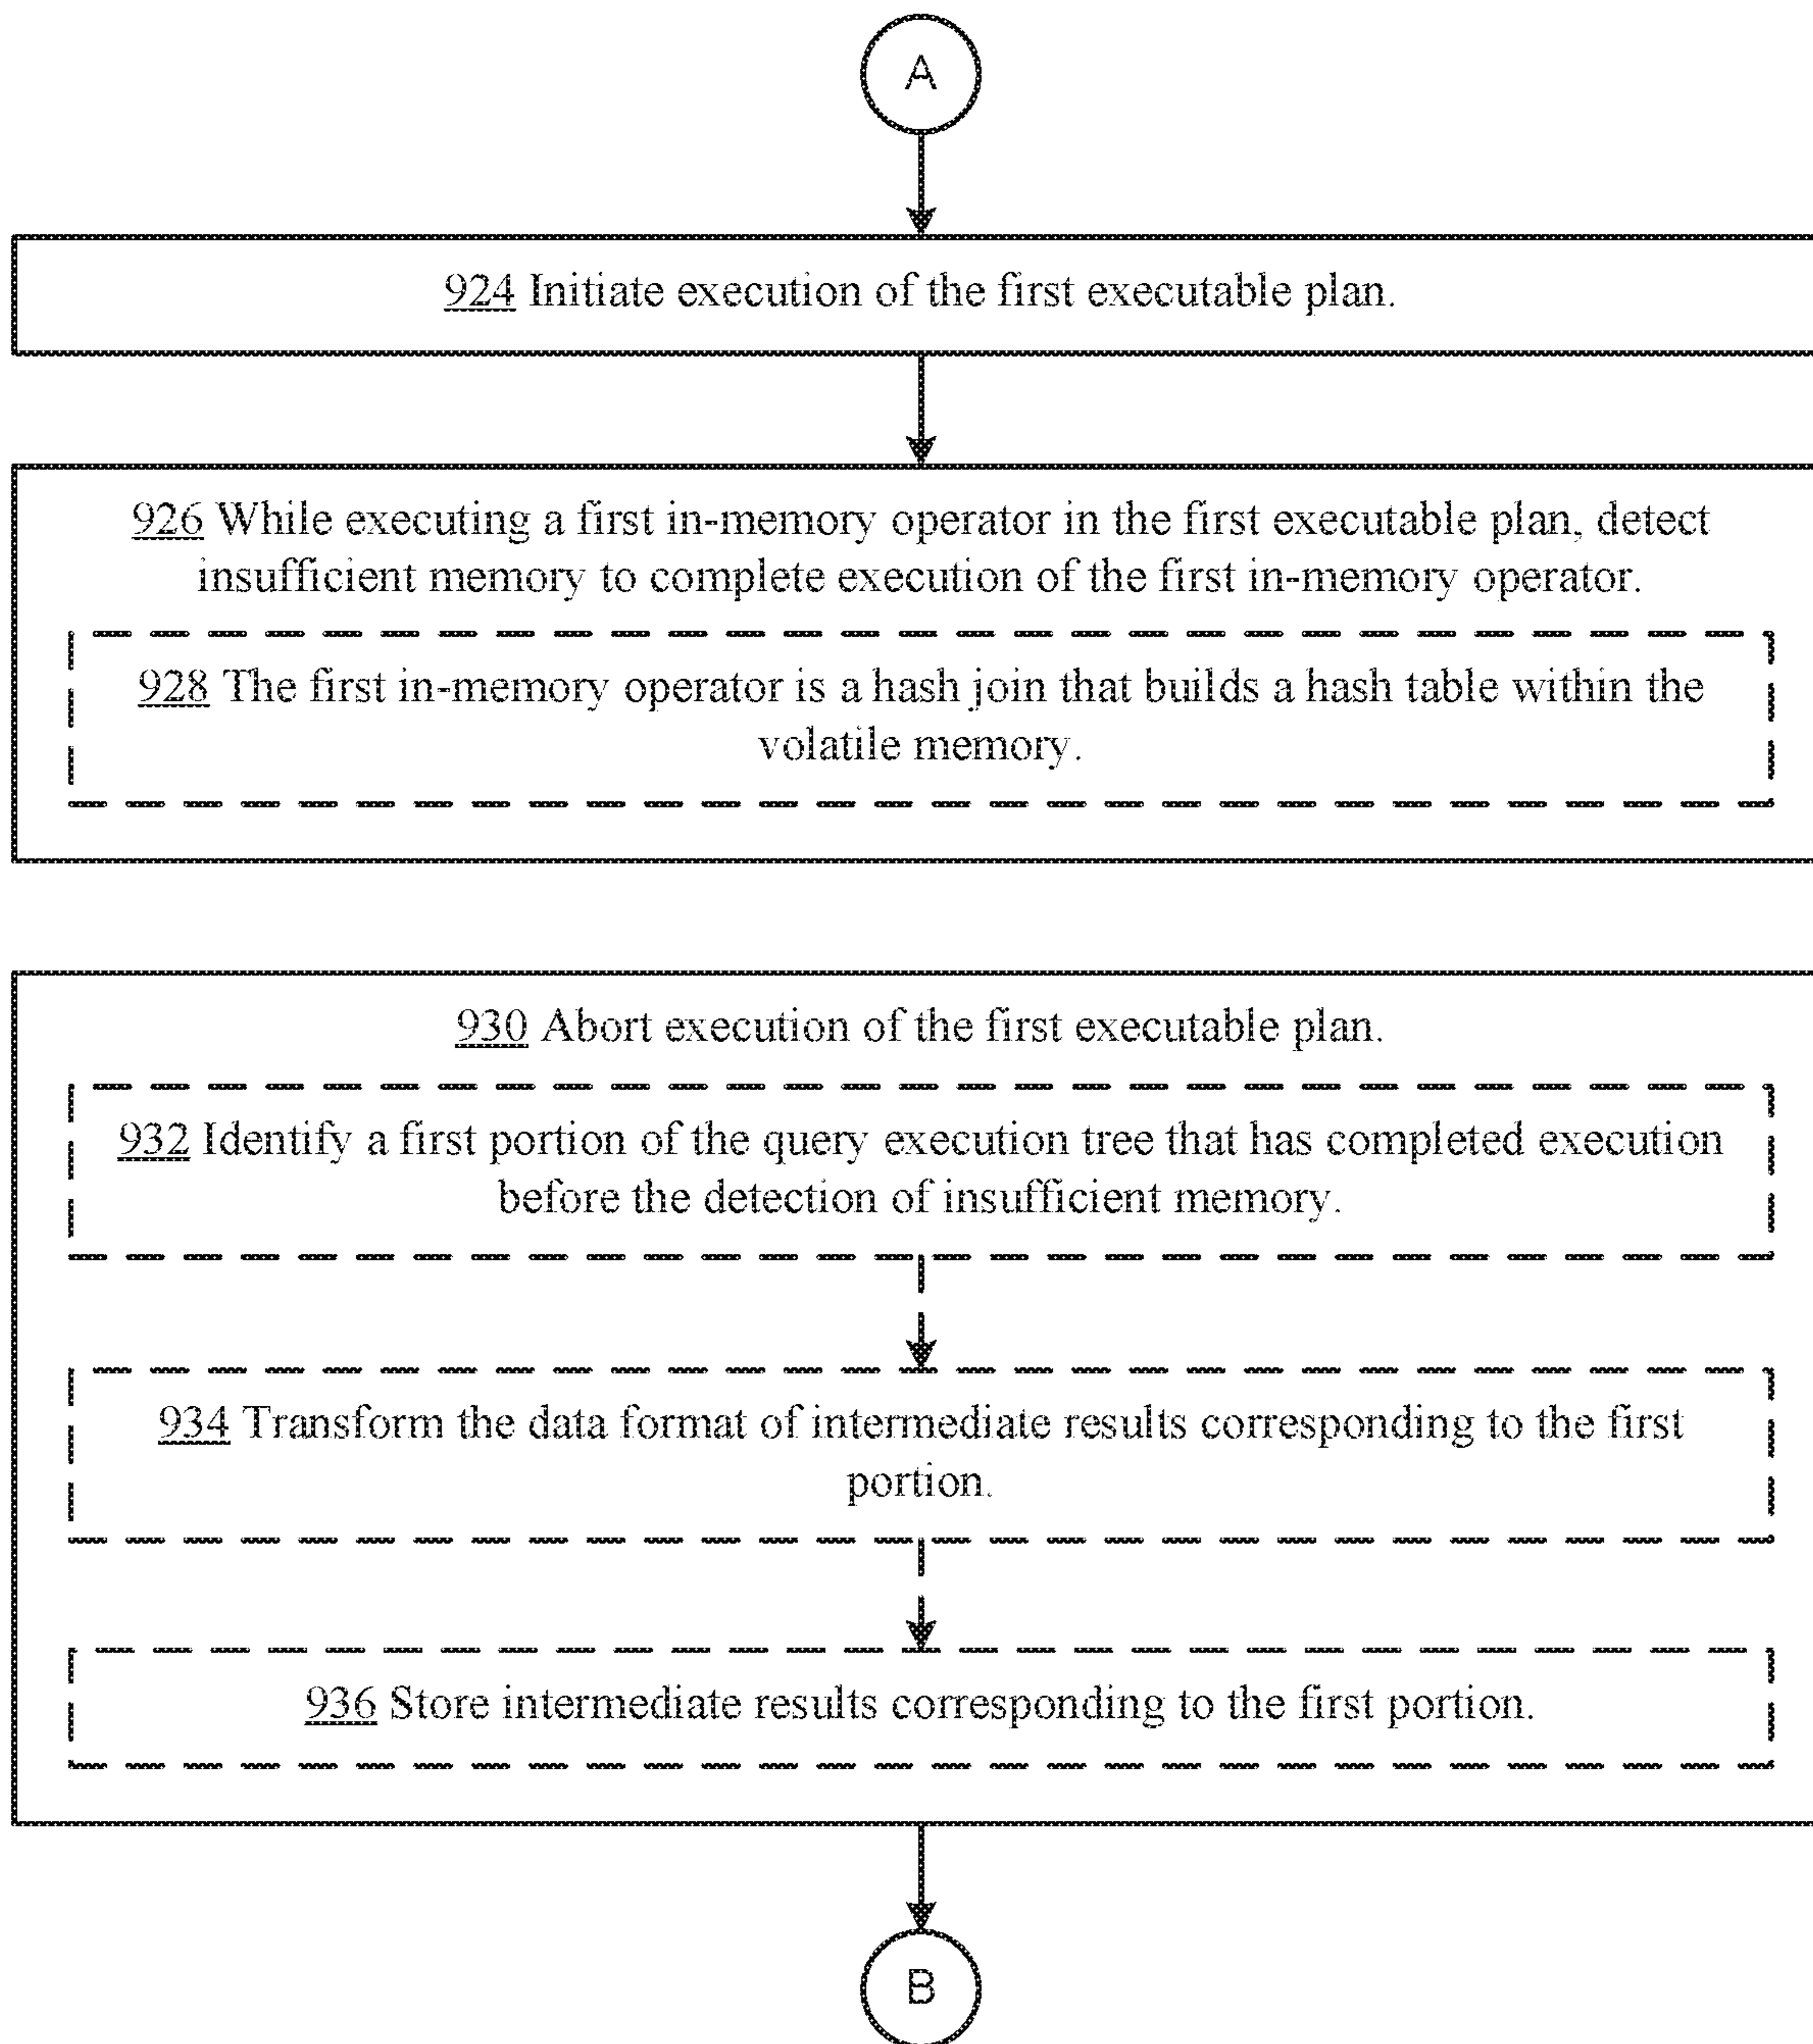 A
924 Initiate execution of the first executable plan.
926 While executing a first in-memory operator in the first executable plan, detect
insufficient memory to complete execution of the first in-memory operator.
928 The first in-memory operator is a hash join that builds a hash table within the
volatile memory.
930 Abort execution of the first executable plan.
932 Identify a first portion of the query execution tree that has completed execution
before the detection of insufficient memory.
934 Transform the data format of intermediate results corresponding to the first
portion.
936 Store intermediate results corresponding to the first portion.
B